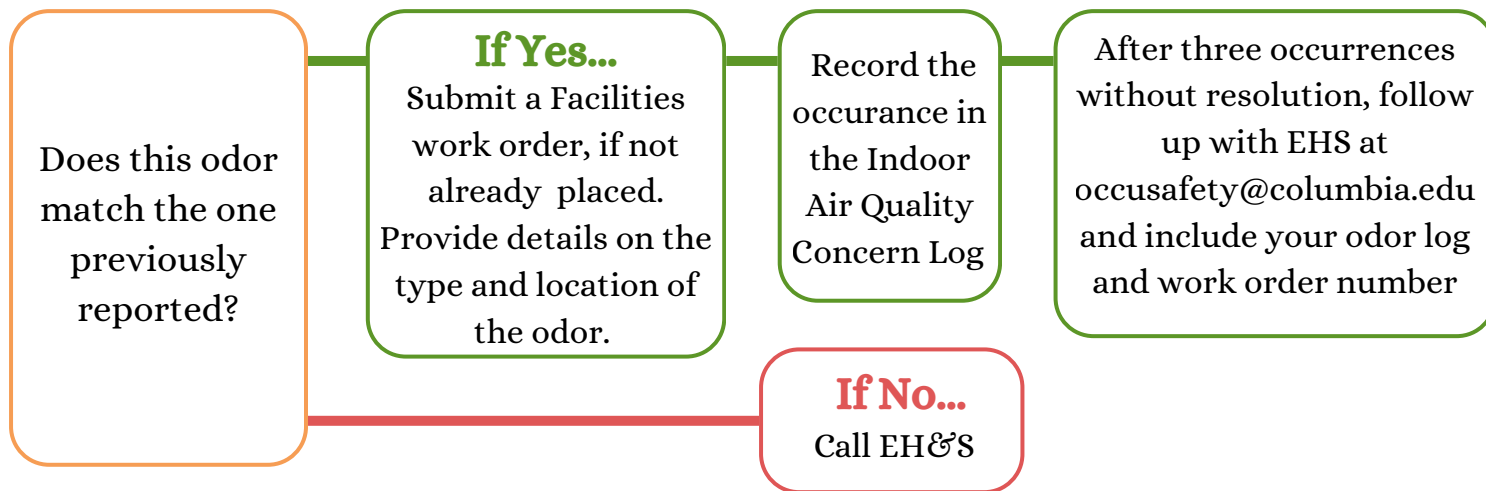 Does this odor
match the one
previously
reported?
If Yes...
Submit a Facilities
work order, if not
already placed.
Provide details on the
type and location of
the odor.
Record the
occurance in
the Indoor
Air Quality
Concern Log
After three occurrences
without resolution, follow
up with EHS at
occusafety@columbia.edu
and include your odor log
and work order number
If No...
Call EH&S